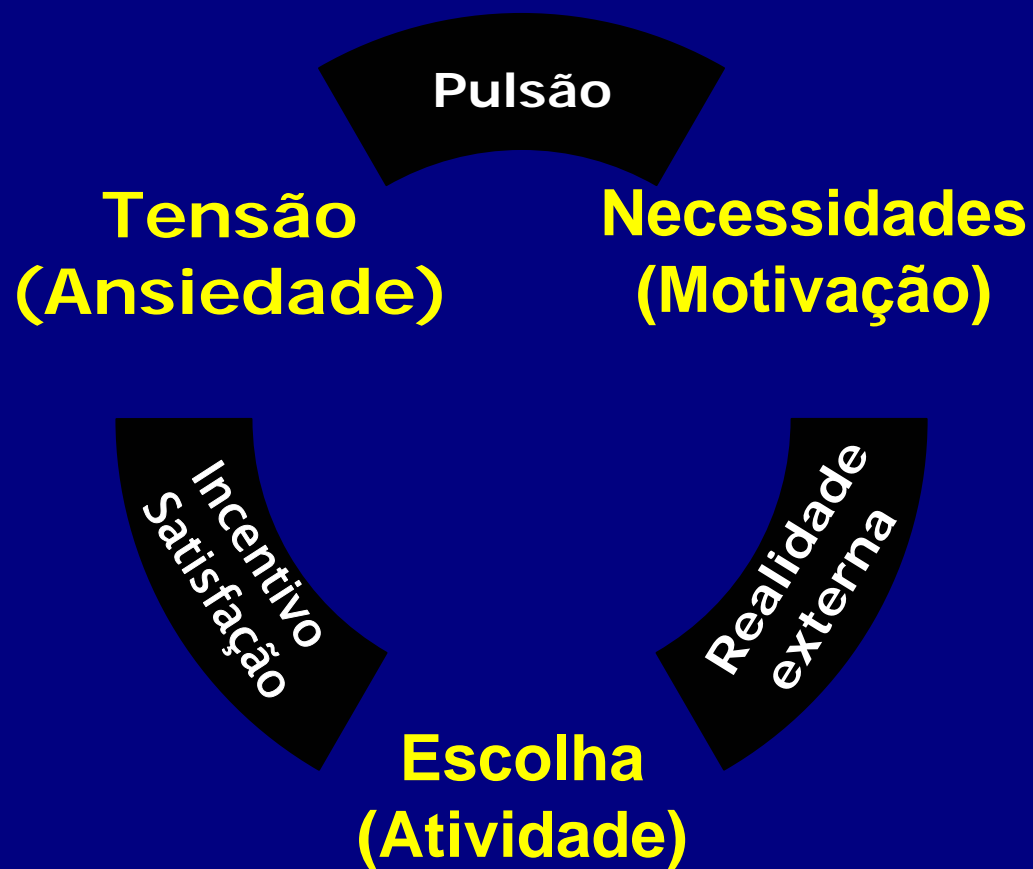 Pulsão
Tensão
(Ansiedade)
Necessidades
(Motivação)
Incentivo
Satisfação
Realidade
externa
Escolha
(Atividade)